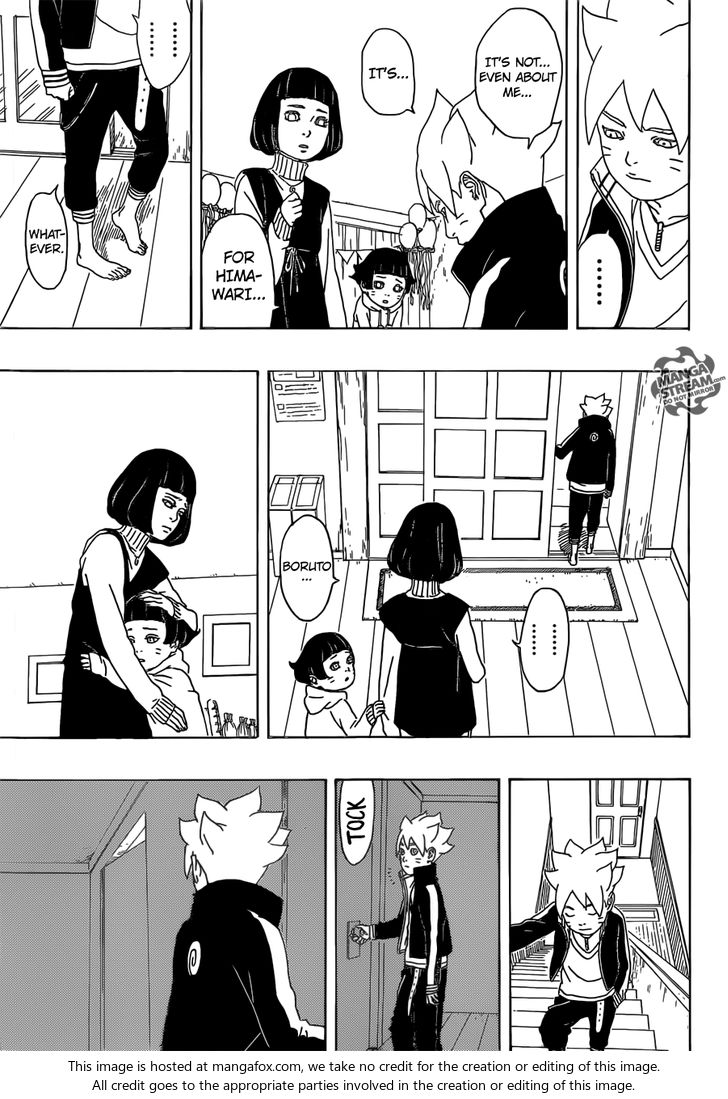 ......
IT'S NOT...
EVEN ABOUT
ME...
IT'S...
FOR
HIMA-
WARI...
......
WHAT-
EVER.
MANGA
STREAM.com
DO NOT MIRROR
BORUTO
...
......
TOCK
This image is hosted at mangafox.com, we take no credit for the creation or editing of this image.
All credit goes to the appropriate parties involved in the creation or editing of this image.